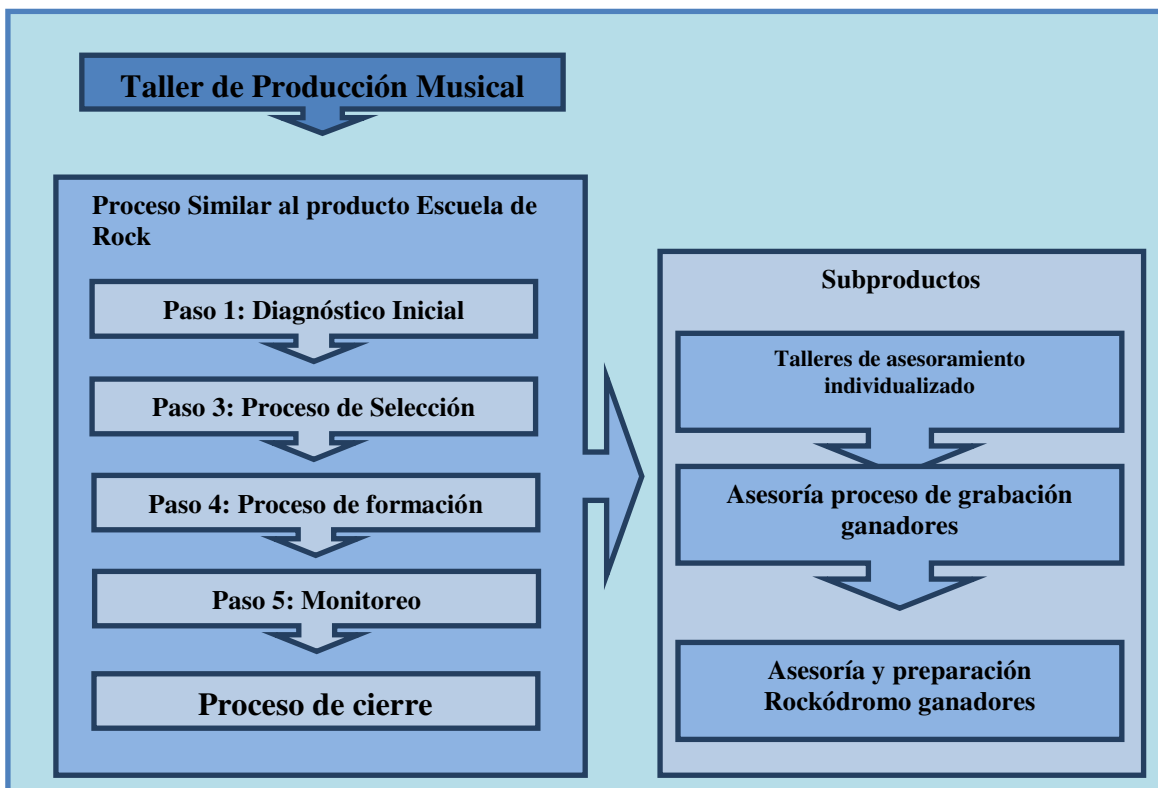 Taller de Producción Musical
Proceso Similar al producto Escuela de
Rock
Paso 1: Diagnóstico Inicial
Paso 3: Proceso de Selección
Paso 4: Proceso de formación
Paso 5: Monitoreo
Proceso de cierre
Subproductos
Talleres de asesoramiento
individualizado
Asesoría proceso de grabación
ganadores
Asesoría y preparación
Rockódromo ganadores